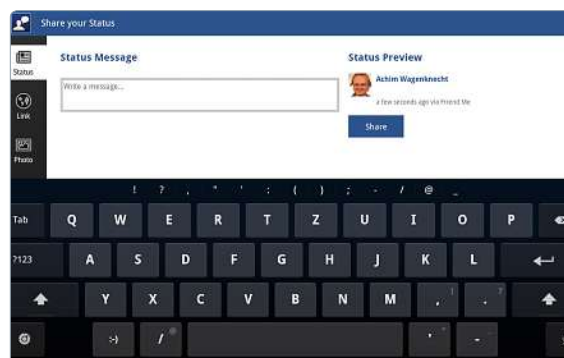 Share your Status
Status
Link
Photo
Status Message
Write a message...
Status Preview
Achim Wagenknecht
a few seconds ago via Friend Me
Share
! ? , " ' : ( ) ; - / @ _
Tab Q W E R T Z U I O P
?123 A S D F G H J K L
Y X C V B N M , ! . ?
:-) / @ ' " -